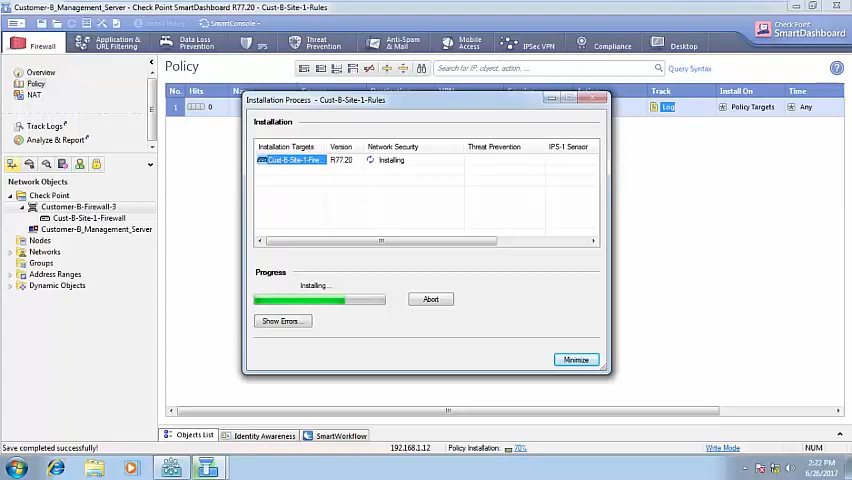 Customer-B_Management_Server - Check Point SmartDashboard R77.20 - Cust-B-Site-1-Rules
Install Policy
SmartConsole
Check Point
SmartDashboard
Firewall
Application &
URL Filtering
Data Loss
Prevention
IPS
Threat
Prevention
Anti-Spam
& Mail
Mobile
Access
IPSec VPN
Compliance
Desktop
Overview
Policy
NAT
Track Logs
Analyze & Report
Policy
Search for IP, object, action, ...
Query Syntax
No. Hits Track Install On Time
1 0 Log Policy Targets Any
Network Objects
Check Point
Customer-B-Firewall-3
Cust-B-Site-1-Firewall
Customer-B_Management_Server
Nodes
Networks
Groups
Address Ranges
Dynamic Objects
Installation Process - Cust-B-Site-1-Rules
Installation
Installation Targets Version Network Security Threat Prevention IPS-1 Sensor
Cust-B-Site-1-Fire... R77.20 Installing
Progress
Installing...
Abort
Show Errors...
Minimize
Objects List Identity Awareness SmartWorkflow
Save completed successfully! 192.168.1.12 Policy Installation: 70% Write Mode NUM
2:22 PM
6/26/2017